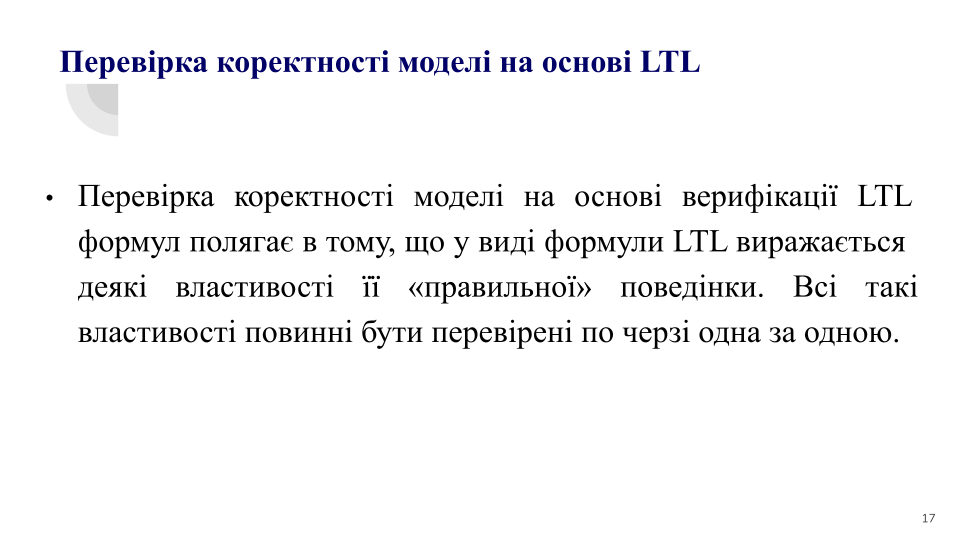 Перевірка коректності моделі на основі LTL
• Перевірка коректності моделі на основі верифікації LTL
формул полягає в тому, що у виді формули LTL виражається
деякі властивості її «правильної» поведінки. Всі такі
властивості повинні бути перевірені по черзі одна за одною.
17